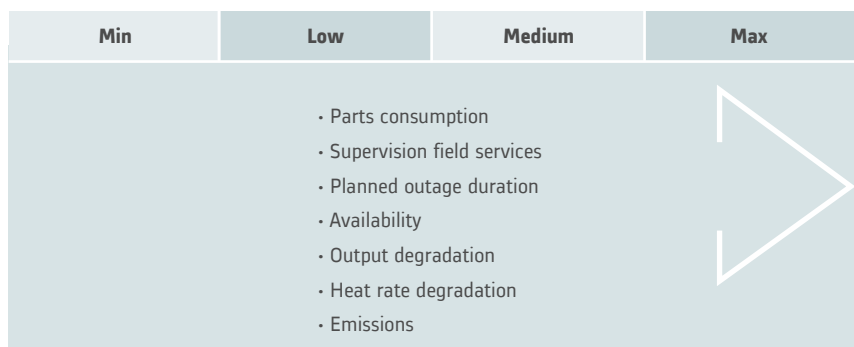 Min Low Medium Max
• Parts consumption
• Supervision field services
• Planned outage duration
• Availability
• Output degradation
• Heat rate degradation
• Emissions